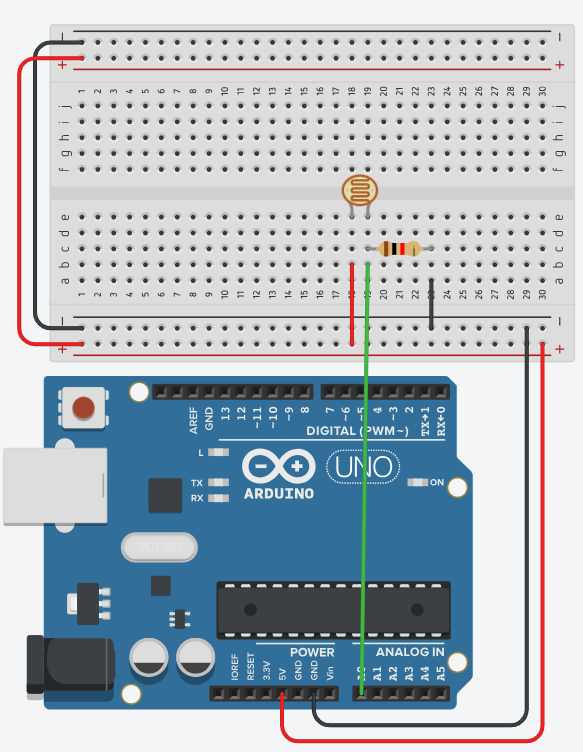 − −
+ +
1 2 3 4 5 6 7 8 9 10 11 12 13 14 15 16 17 18 19 20 21 22 23 24 25 26 27 28 29 30
j j
i i
h h
g g
f f
e e
d d
c c
b b
a a
1 2 3 4 5 6 7 8 9 10 11 12 13 14 15 16 17 18 19 20 21 22 23 24 25 26 27 28 29 30
− −
+ +
AREF GND 13 12 ~11 ~10 ~9 8 7 ~6 ~5 4 ~3 2 TX→1 RX←0
DIGITAL (PWM~)
L
TX
RX
ARDUINO
UNO
ON
POWER
ANALOG IN
IOREF RESET 3.3V 5V GND GND Vin A0 A1 A2 A3 A4 A5